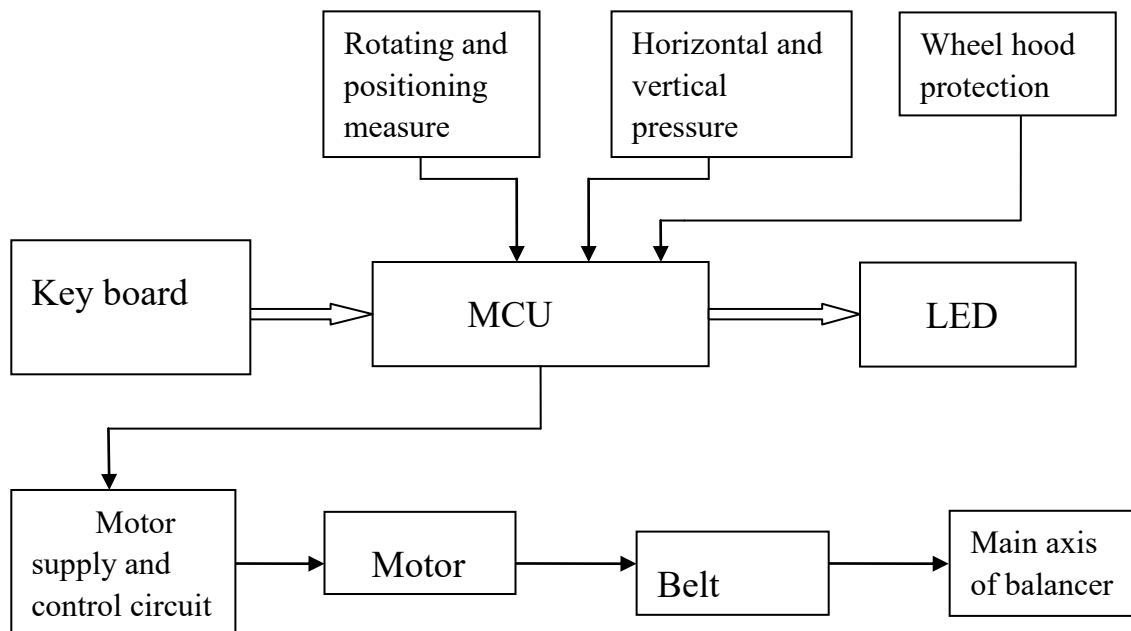 Rotating and
positioning
measure
Horizontal and
vertical
pressure
Wheel hood
protection
Key board
MCU
LED
Motor
supply and
control circuit
Motor
Belt
Main axis
of balancer